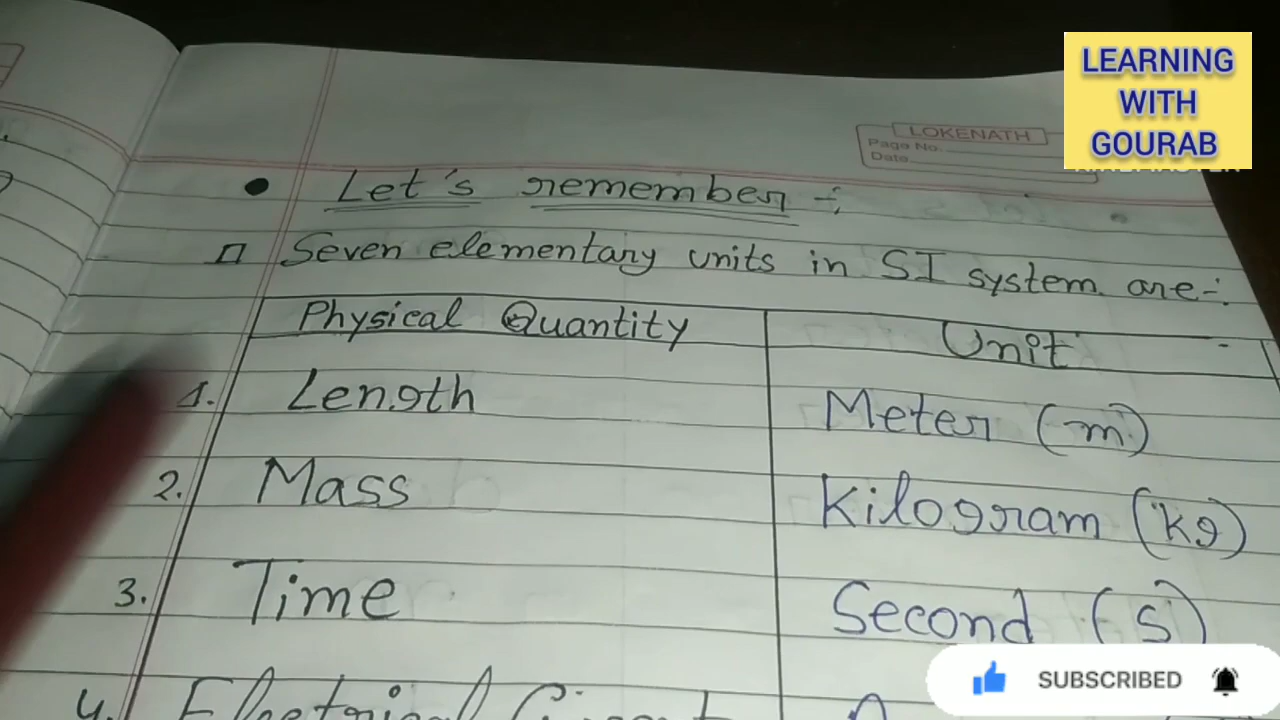 LEARNING
WITH
GOURAB
LOKENATH
Page No.
Date
• Let's remember :-
Seven elementary units in SI system are :-
Physical Quantity Unit
1. Length Meter (m)
2. Mass Kilogram (kg)
3. Time Second (s)
4. Electrical
SUBSCRIBED